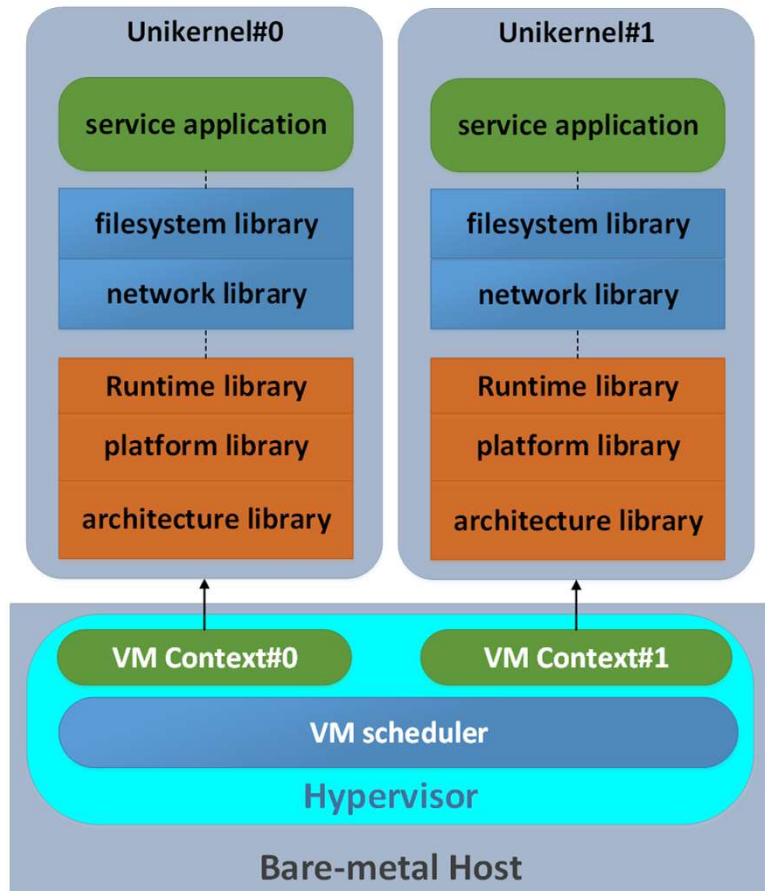 Unikernel#0
service application
filesystem library
network library
Runtime library
platform library
architecture library
Unikernel#1
service application
filesystem library
network library
Runtime library
platform library
architecture library
VM Context#0
VM Context#1
VM scheduler
Hypervisor
Bare-metal Host